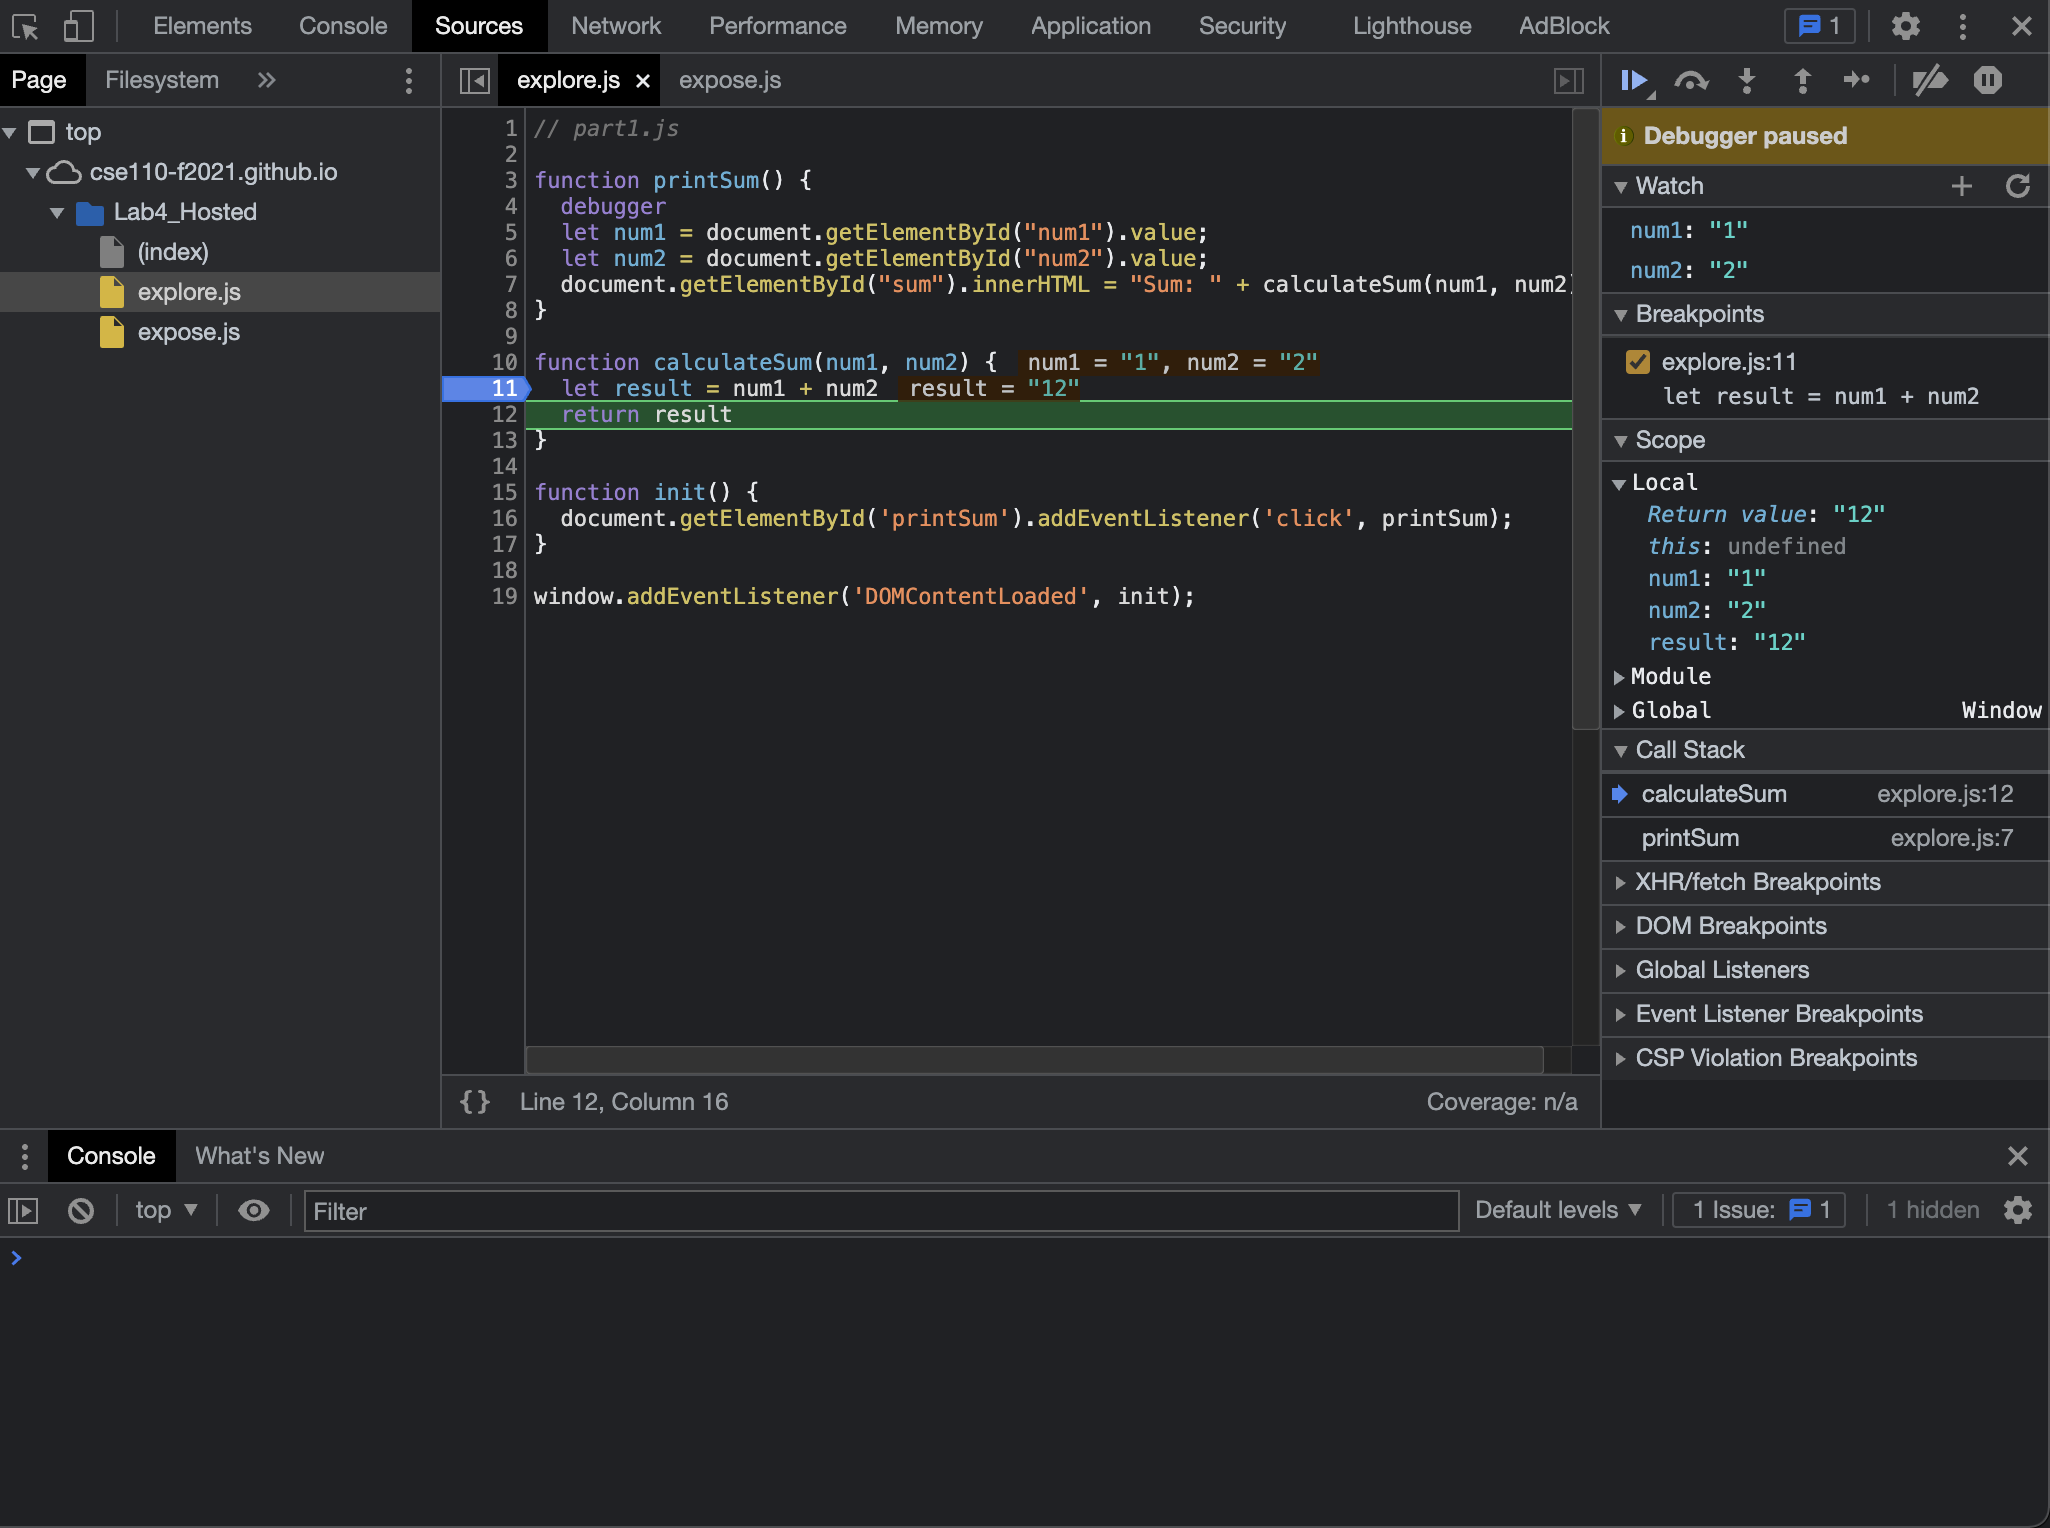 Elements Console Sources Network Performance Memory Application Security Lighthouse AdBlock 1
Page Filesystem »
top
cse110-f2021.github.io
Lab4_Hosted
(index)
explore.js
expose.js
explore.js × expose.js
1 // part1.js
2
3 function printSum() {
4 debugger
5 let num1 = document.getElementById("num1").value;
6 let num2 = document.getElementById("num2").value;
7 document.getElementById("sum").innerHTML = "Sum: " + calculateSum(num1, num2)
8 }
9
10 function calculateSum(num1, num2) { num1 = "1", num2 = "2"
11 let result = num1 + num2 result = "12"
12 return result
13 }
14
15 function init() {
16 document.getElementById('printSum').addEventListener('click', printSum);
17 }
18
19 window.addEventListener('DOMContentLoaded', init);
{} Line 12, Column 16 Coverage: n/a
Debugger paused
Watch
num1: "1"
num2: "2"
Breakpoints
explore.js:11
let result = num1 + num2
Scope
Local
Return value: "12"
this: undefined
num1: "1"
num2: "2"
result: "12"
Module
Global Window
Call Stack
calculateSum explore.js:12
printSum explore.js:7
XHR/fetch Breakpoints
DOM Breakpoints
Global Listeners
Event Listener Breakpoints
CSP Violation Breakpoints
Console What's New
top Filter Default levels 1 Issue: 1 1 hidden
>